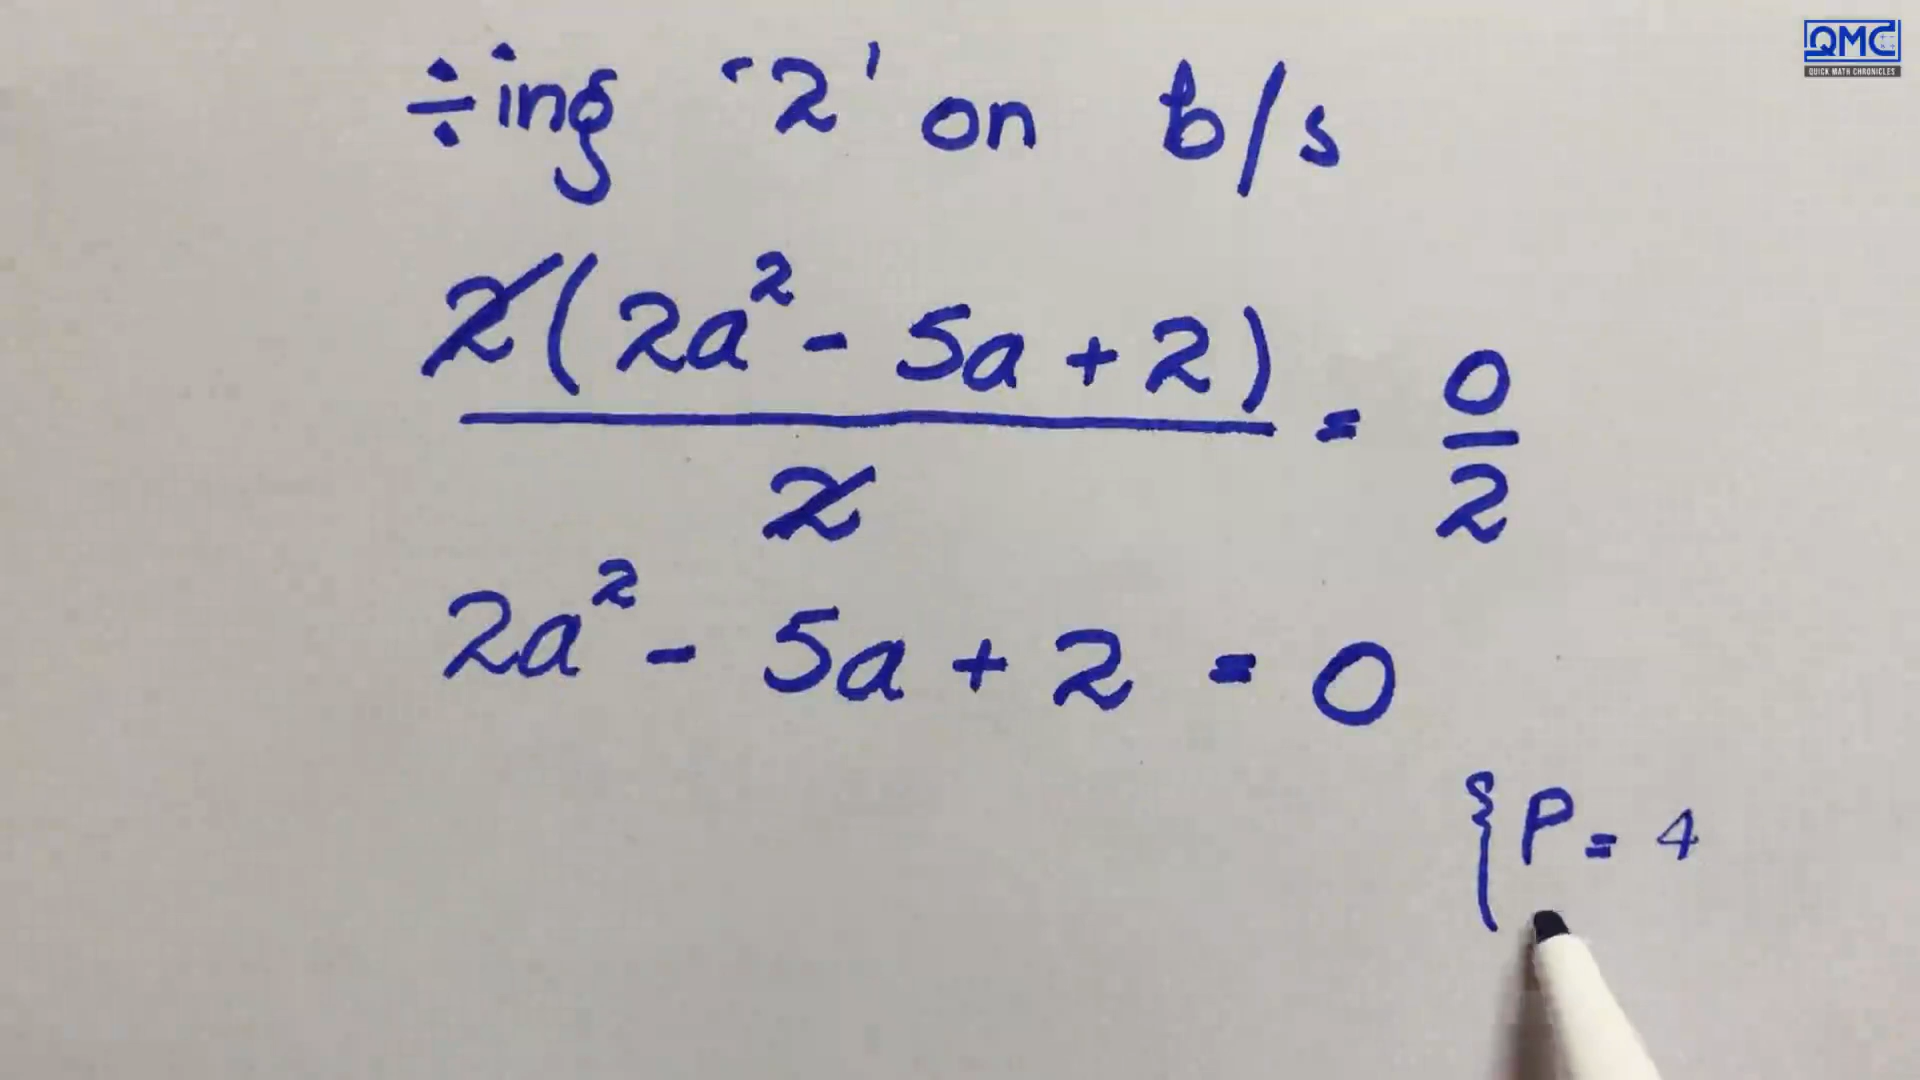 QMC
QUICK MATH CHRONICLES
÷ing '2' on b/s
2(2a² - 5a + 2) / 2 = 0/2
2a² - 5a + 2 = 0
{ P = 4